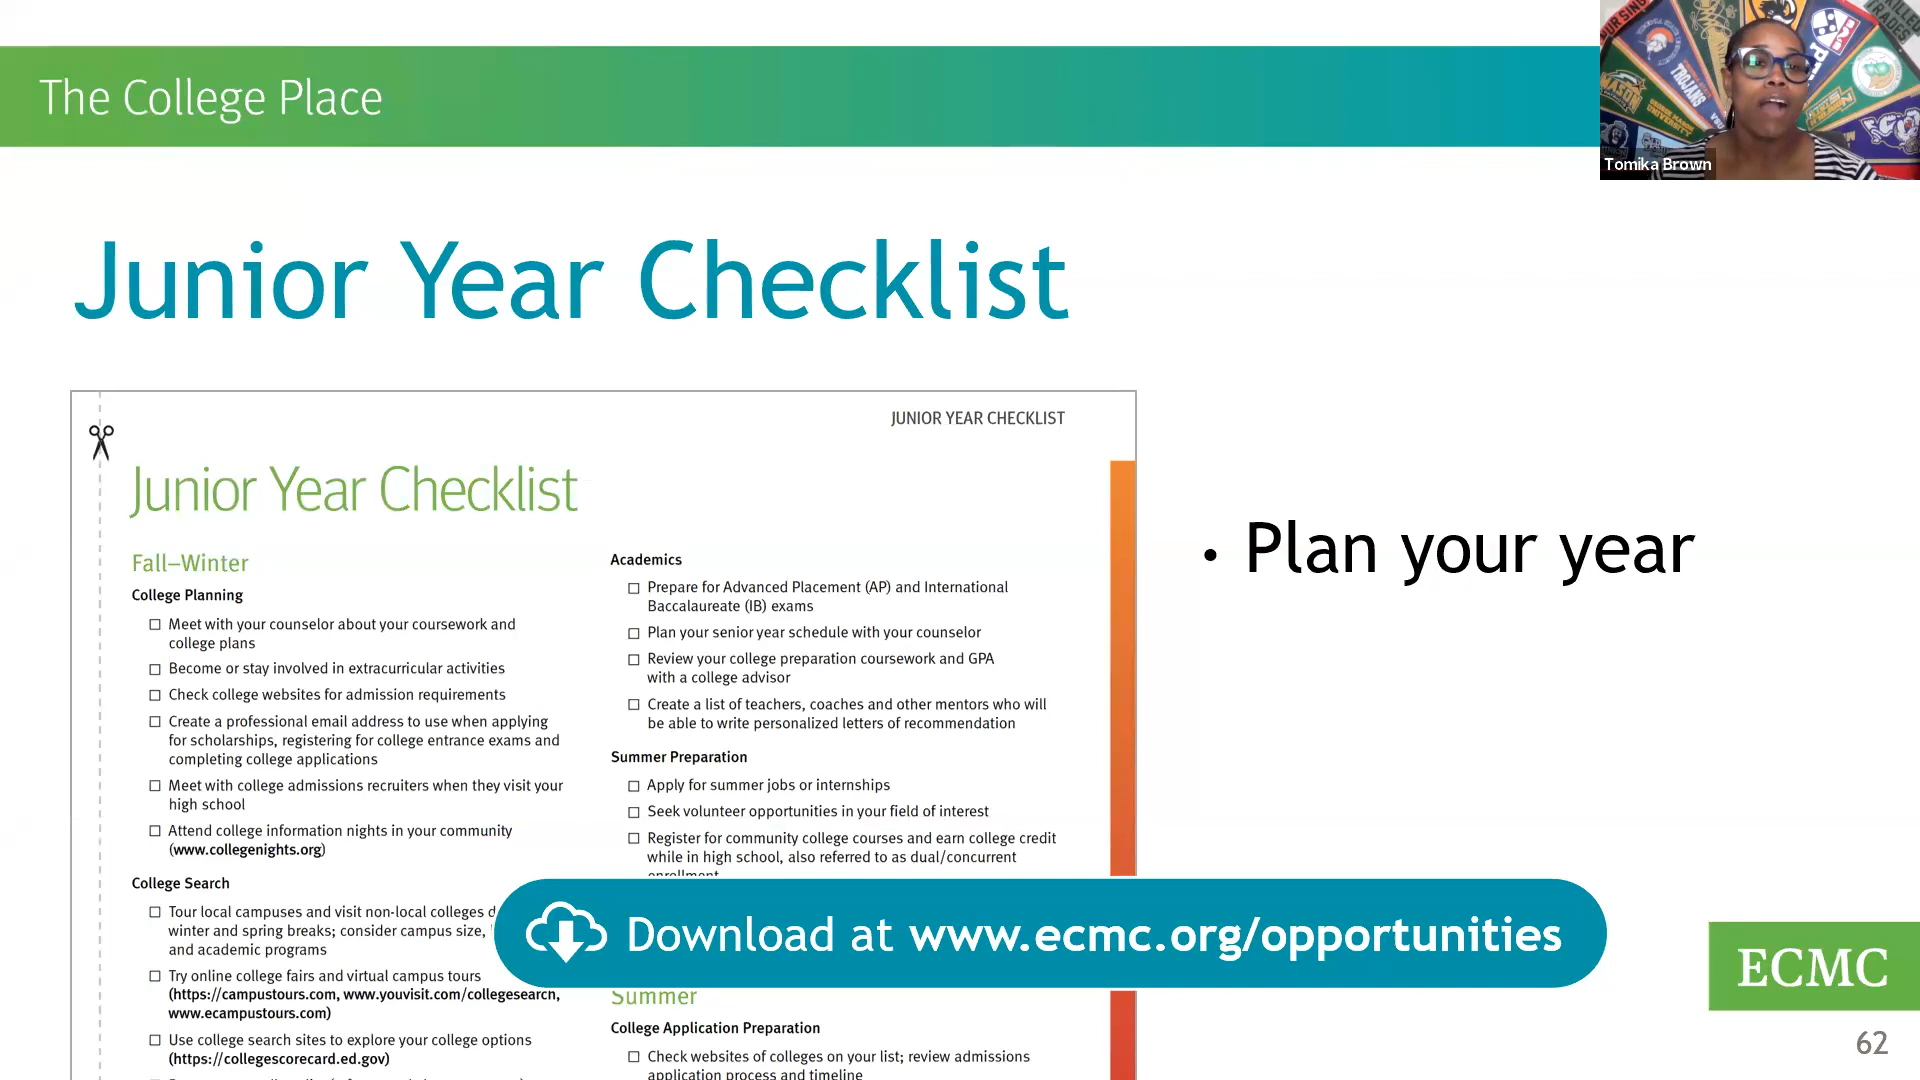 The College Place
NURSING
SKILLED
TRADES
TROJANS
MASON
GEORGE MASON
UNIVERSITY
Tomika Brown
Junior Year Checklist
JUNIOR YEAR CHECKLIST
Junior Year Checklist
Fall–Winter
College Planning
Meet with your counselor about your coursework and
college plans
Become or stay involved in extracurricular activities
Check college websites for admission requirements
Create a professional email address to use when applying
for scholarships, registering for college entrance exams and
completing college applications
Meet with college admissions recruiters when they visit your
high school
Attend college information nights in your community
(www.collegenights.org)
College Search
Tour local campuses and visit non-local colleges
winter and spring breaks; consider campus size,
and academic programs
Try online college fairs and virtual campus tours
(https://campustours.com, www.youvisit.com/collegesearch,
www.ecampustours.com)
Use college search sites to explore your college options
(https://collegescorecard.ed.gov)
Academics
Prepare for Advanced Placement (AP) and International
Baccalaureate (IB) exams
Plan your senior year schedule with your counselor
Review your college preparation coursework and GPA
with a college advisor
Create a list of teachers, coaches and other mentors who will
be able to write personalized letters of recommendation
Summer Preparation
Apply for summer jobs or internships
Seek volunteer opportunities in your field of interest
Register for community college courses and earn college credit
while in high school, also referred to as dual/concurrent
enrollment
Summer
College Application Preparation
Check websites of colleges on your list; review admissions
application process and timeline
• Plan your year
Download at www.ecmc.org/opportunities
ECMC
62